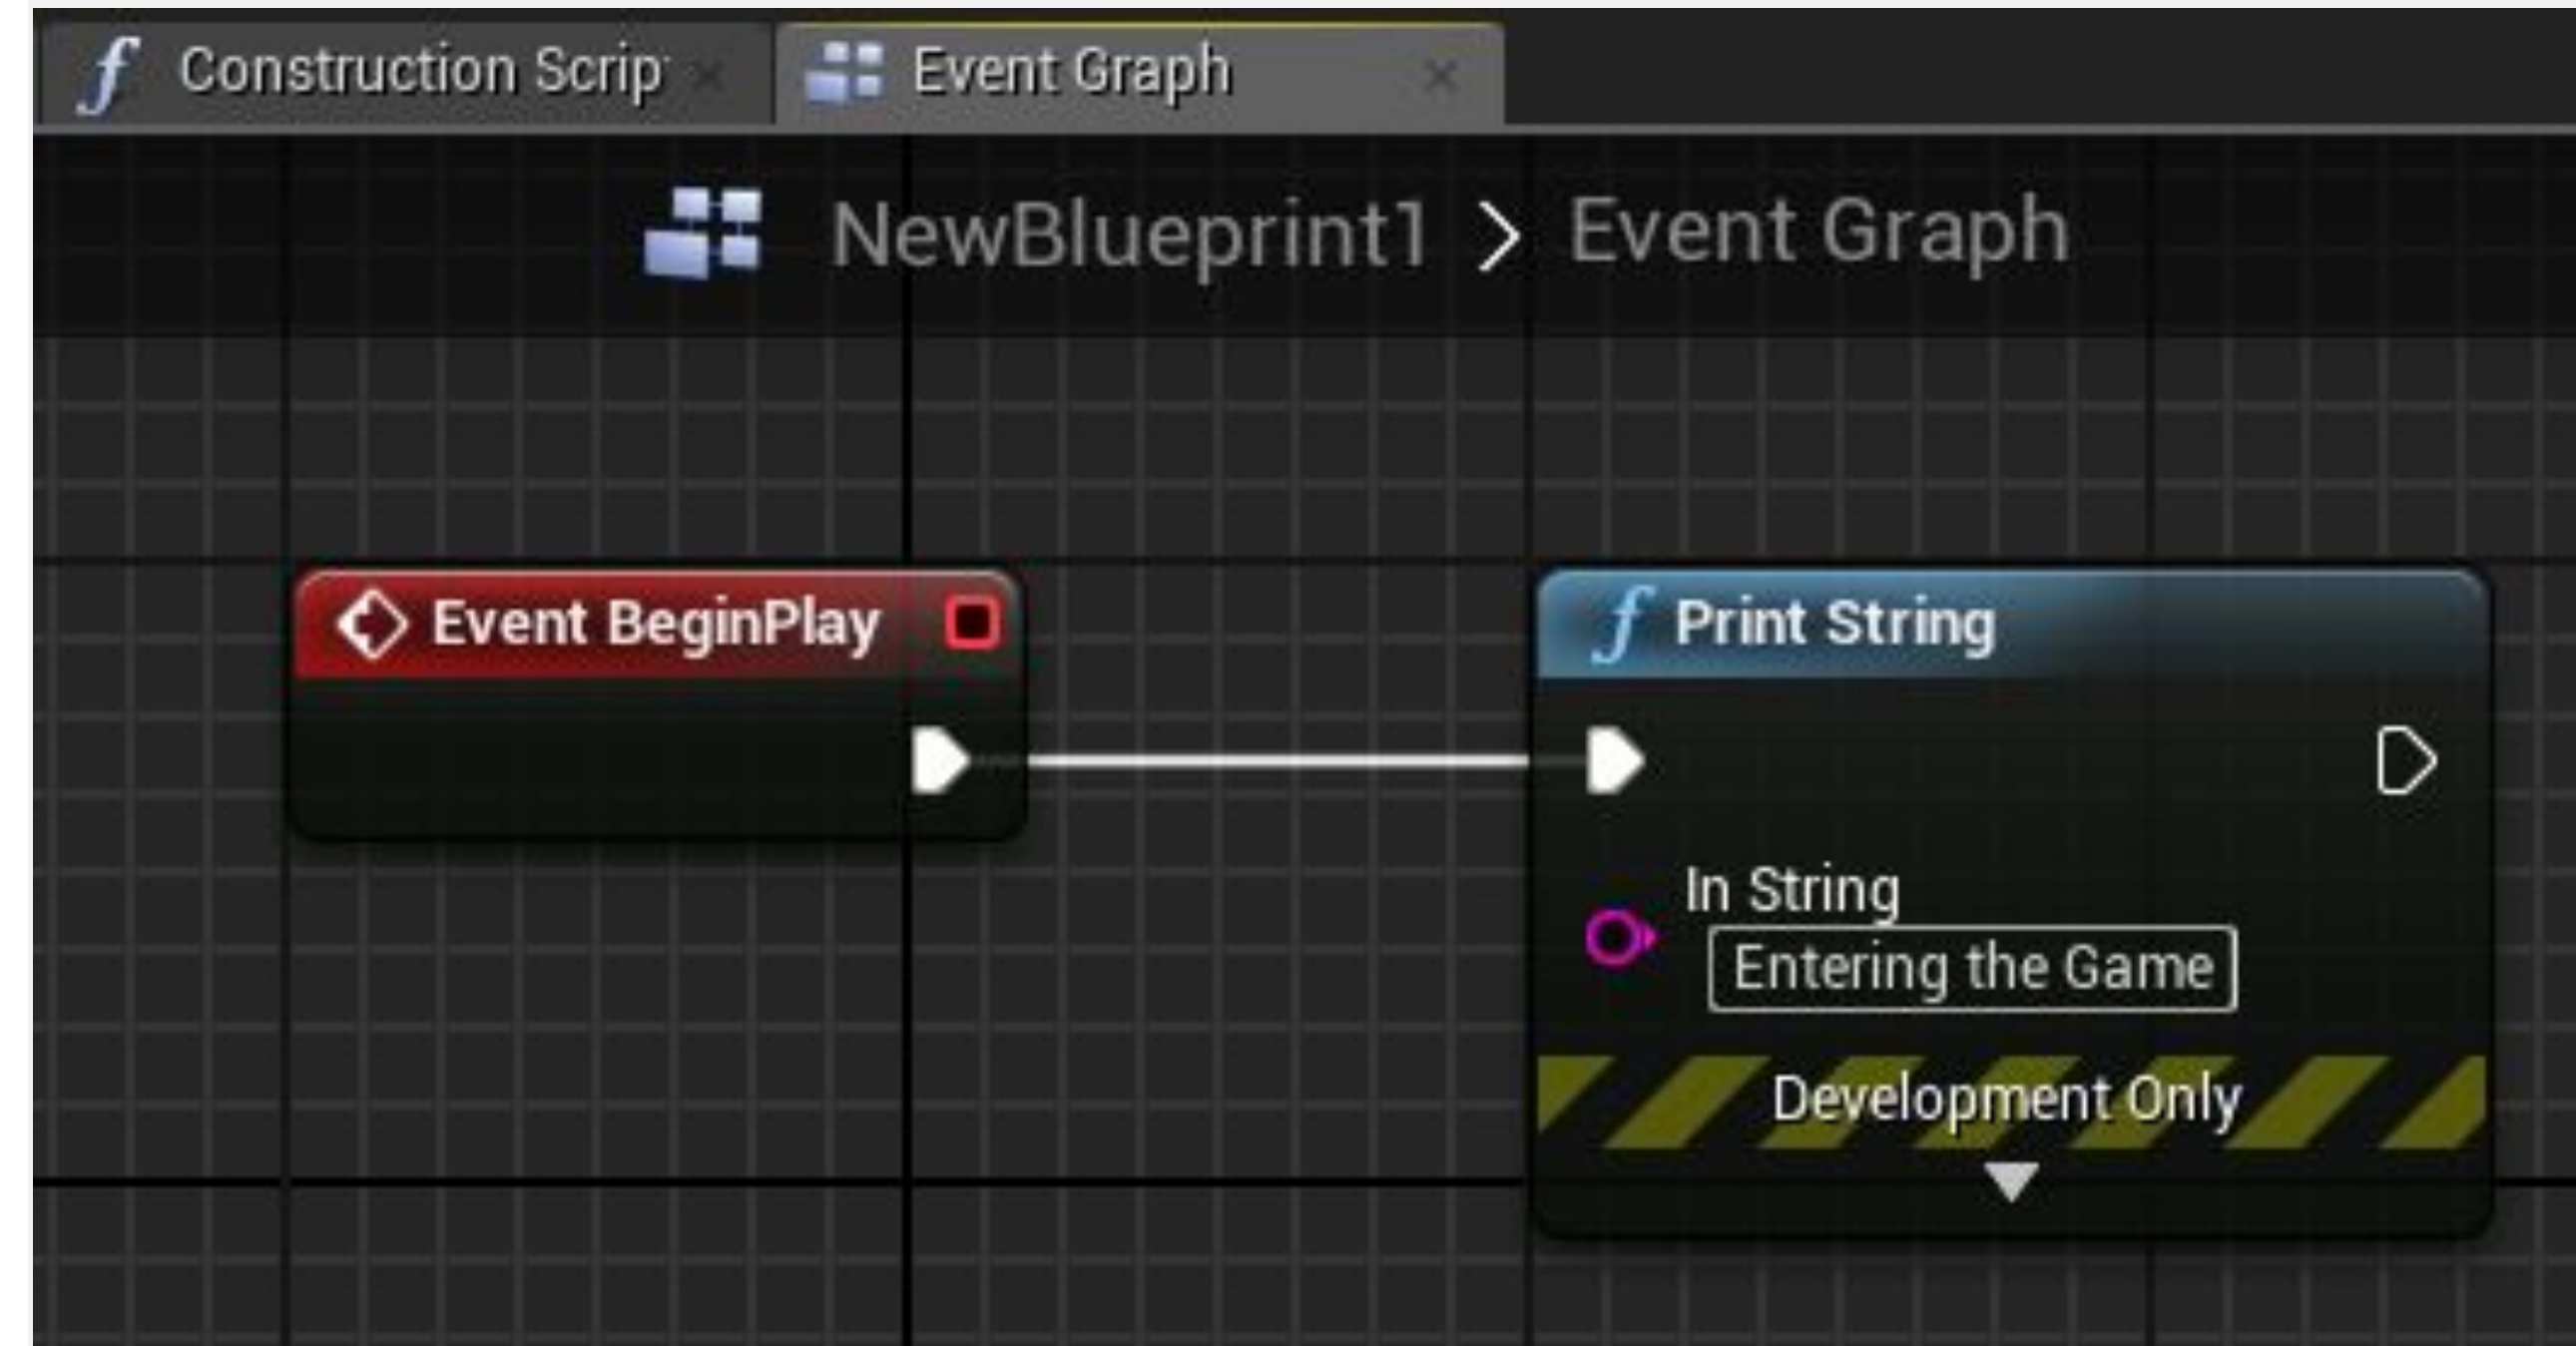 Construction Scrip
Event Graph
NewBlueprint1 > Event Graph
Event BeginPlay
Print String
In String
Entering the Game
Development Only